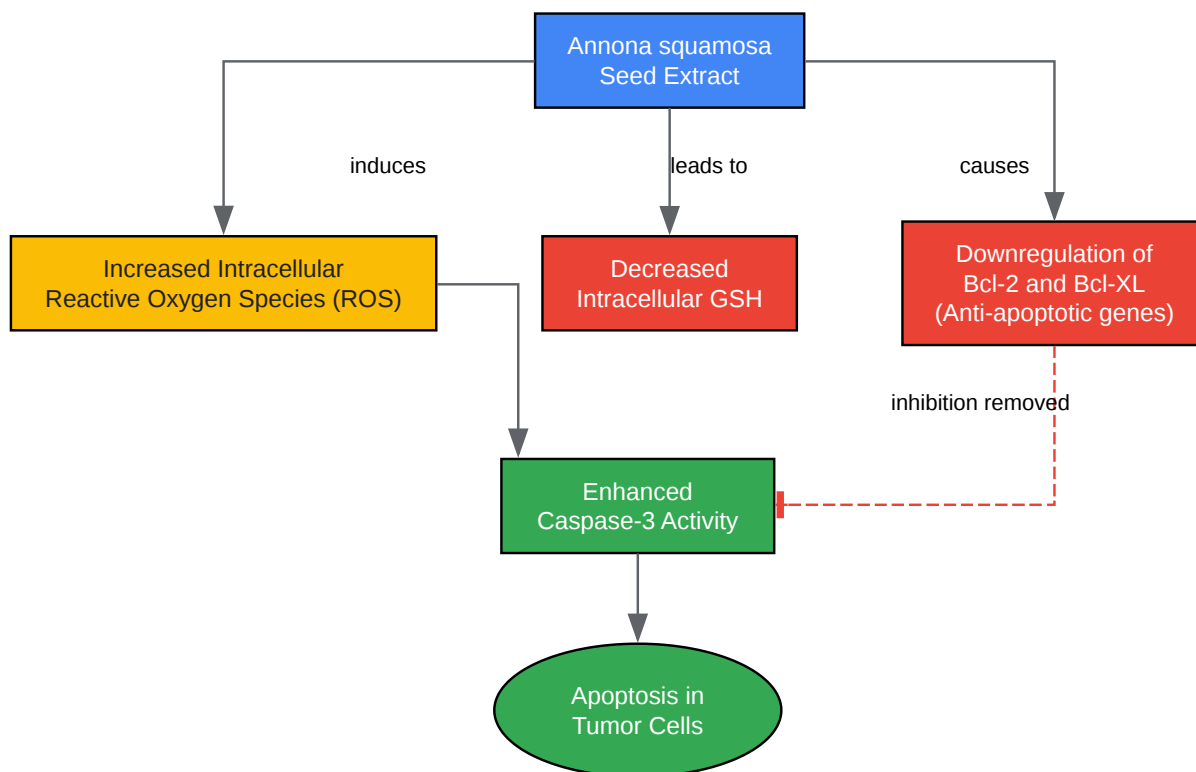 Annona squamosa
Seed Extract
induces
leads to
causes
Increased Intracellular
Reactive Oxygen Species (ROS)
Decreased
Intracellular GSH
Downregulation of
Bcl-2 and Bcl-XL
(Anti-apoptotic genes)
inhibition removed
Enhanced
Caspase-3 Activity
Apoptosis in
Tumor Cells